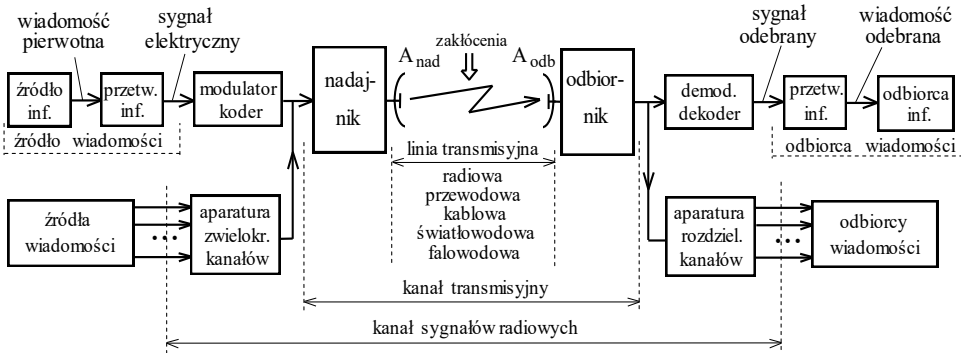 wiadomość
pierwotna
sygnał
elektryczny
źródło
inf.
przetw.
inf.
źródło wiadomości
modulator
koder
nadaj-
nik
A nad
zakłócenia
A odb
odbior-
nik
demod.
dekoder
sygnał
odebrany
wiadomość
odebrana
przetw.
inf.
odbiorca
inf.
odbiorca wiadomości
linia transmisyjna
radiowa
przewodowa
kablowa
światłowodowa
falowodowa
źródła
wiadomości
aparatura
zwielokr.
kanałów
aparatura
rozdziel.
kanałów
odbiorcy
wiadomości
kanał transmisyjny
kanał sygnałów radiowych